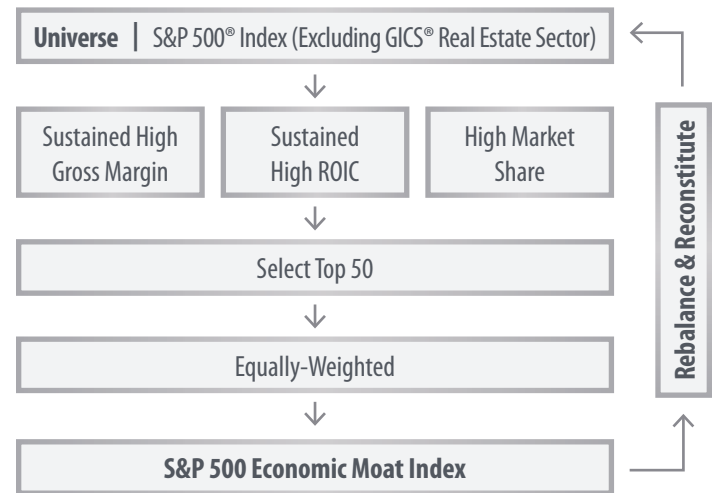 Universe | S&P 500® Index (Excluding GICS® Real Estate Sector)
Sustained High
Gross Margin
Sustained
High ROIC
High Market
Share
Select Top 50
Equally-Weighted
S&P 500 Economic Moat Index
Rebalance & Reconstitute